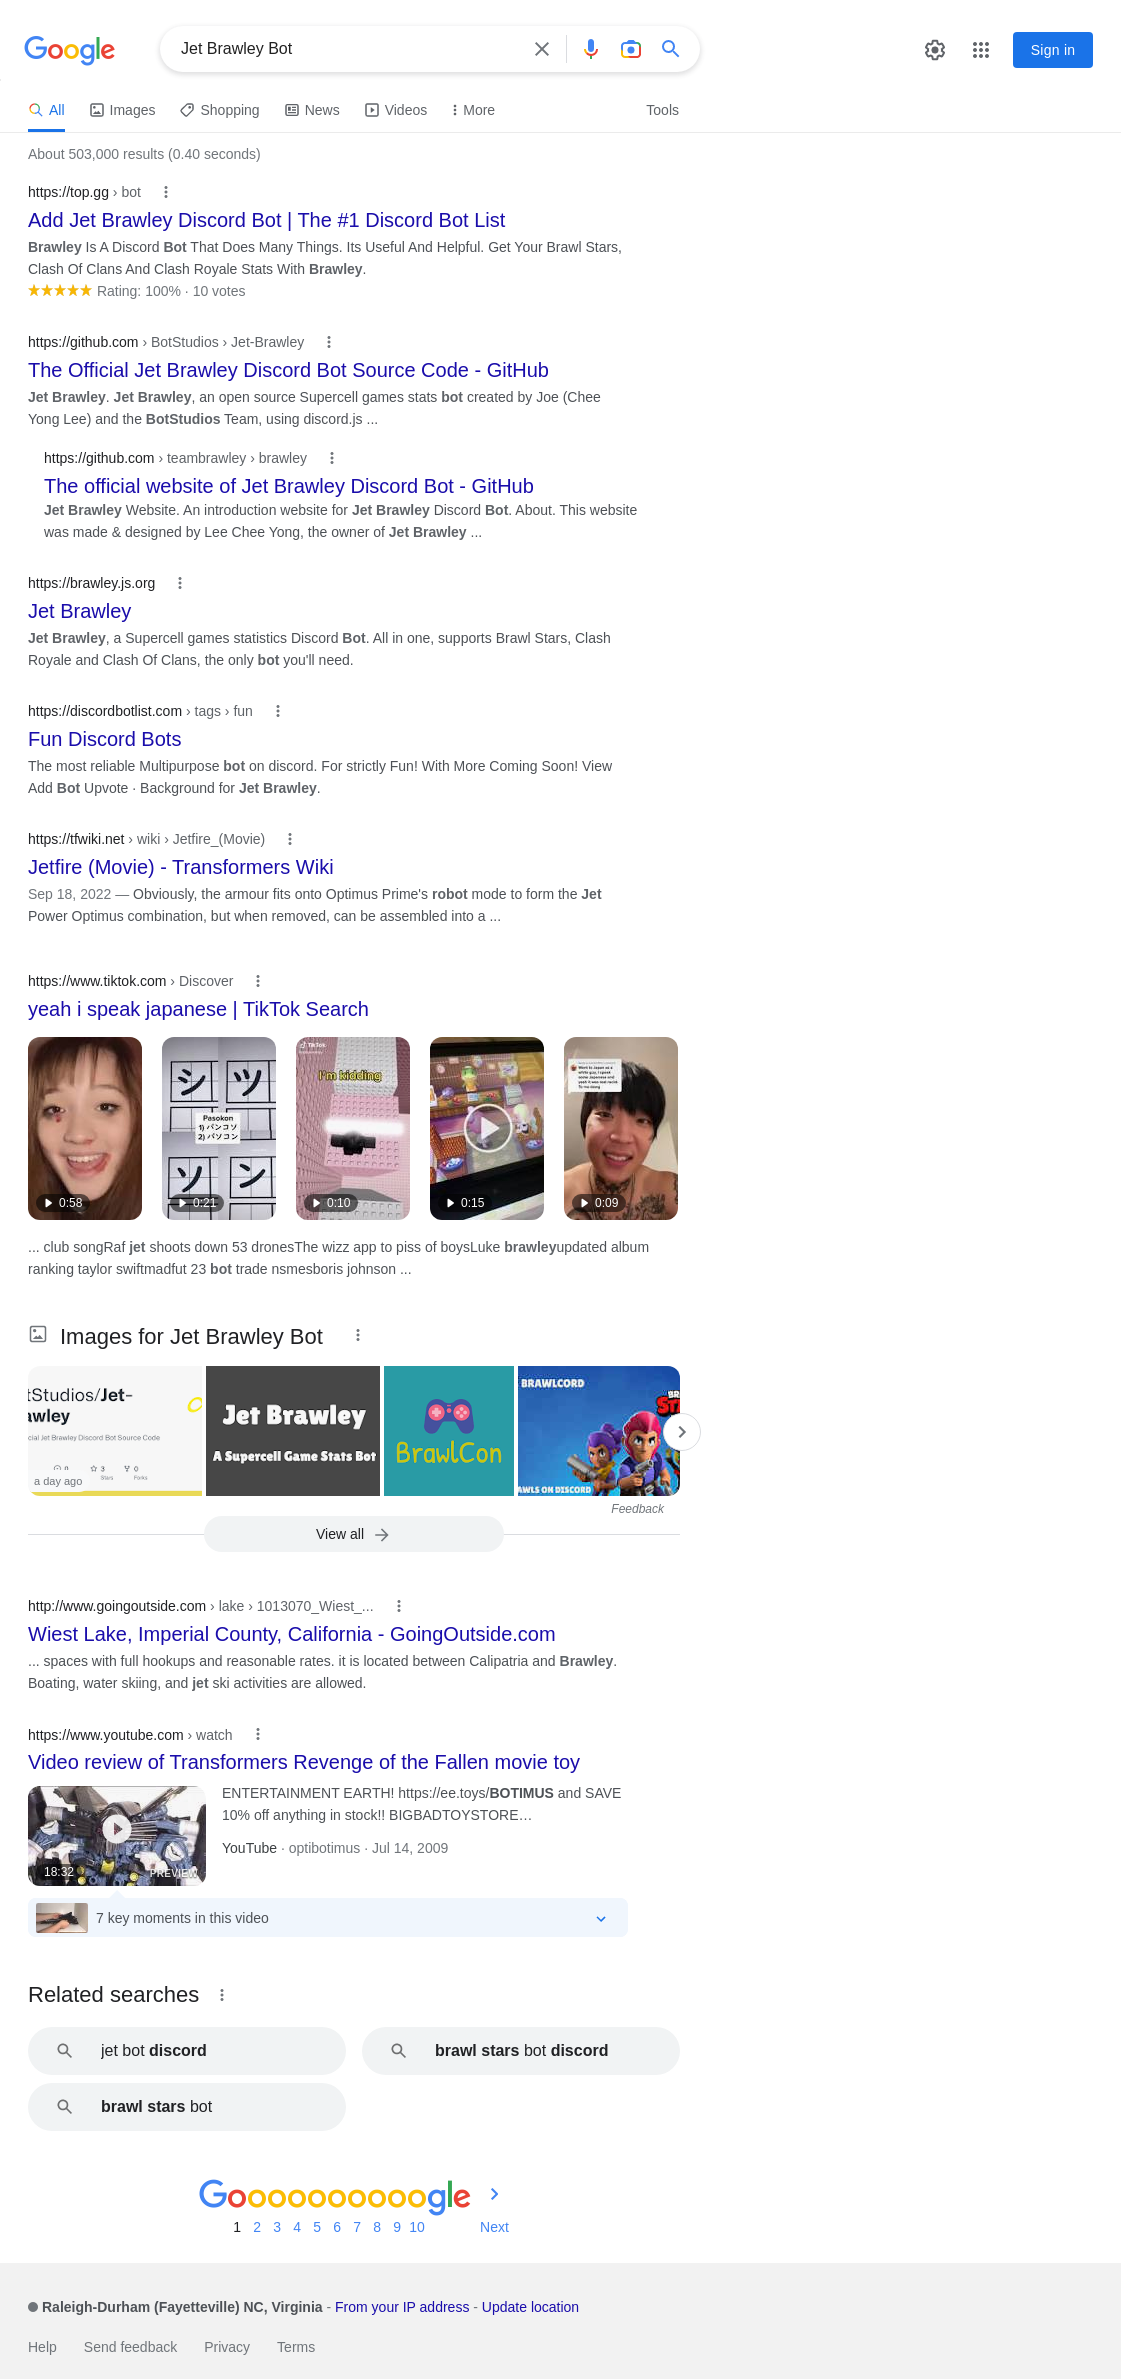 Google
Jet Brawley Bot
Sign in
All
Images
Shopping
News
Videos
More
Tools
About 503,000 results (0.40 seconds)
https://top.gg › bot
Add Jet Brawley Discord Bot | The #1 Discord Bot List
Brawley Is A Discord Bot That Does Many Things. Its Useful And Helpful. Get Your Brawl Stars,
Clash Of Clans And Clash Royale Stats With Brawley.
Rating: 100% · 10 votes
https://github.com › BotStudios › Jet-Brawley
The Official Jet Brawley Discord Bot Source Code - GitHub
Jet Brawley. Jet Brawley, an open source Supercell games stats bot created by Joe (Chee
Yong Lee) and the BotStudios Team, using discord.js ...
https://github.com › teambrawley › brawley
The official website of Jet Brawley Discord Bot - GitHub
Jet Brawley Website. An introduction website for Jet Brawley Discord Bot. About. This website
was made & designed by Lee Chee Yong, the owner of Jet Brawley ...
https://brawley.js.org
Jet Brawley
Jet Brawley, a Supercell games statistics Discord Bot. All in one, supports Brawl Stars, Clash
Royale and Clash Of Clans, the only bot you'll need.
https://discordbotlist.com › tags › fun
Fun Discord Bots
The most reliable Multipurpose bot on discord. For strictly Fun! With More Coming Soon! View
Add Bot Upvote · Background for Jet Brawley.
https://tfwiki.net › wiki › Jetfire_(Movie)
Jetfire (Movie) - Transformers Wiki
Sep 18, 2022 — Obviously, the armour fits onto Optimus Prime's robot mode to form the Jet
Power Optimus combination, but when removed, can be assembled into a ...
https://www.tiktok.com › Discover
yeah i speak japanese | TikTok Search
シ ツ
Pasokon
1) パンコソ
2) パソコン
ソ ン
TikTok
I'm kidding
0:58
0:21
0:10
0:15
0:09
... club songRaf jet shoots down 53 dronesThe wizz app to piss of boysLuke brawleyupdated album
ranking taylor swiftmadfut 23 bot trade nsmesboris johnson ...
Images for Jet Brawley Bot
tStudios/Jet-
awley
cial Jet Brawley Discord Bot Source Code
a day ago
Jet Brawley
A Supercell Game Stats Bot
BrawlCon
BRAWLCORD
AWLS ON DISCORD
Feedback
View all
http://www.goingoutside.com › lake › 1013070_Wiest_...
Wiest Lake, Imperial County, California - GoingOutside.com
... spaces with full hookups and reasonable rates. it is located between Calipatria and Brawley.
Boating, water skiing, and jet ski activities are allowed.
https://www.youtube.com › watch
Video review of Transformers Revenge of the Fallen movie toy
ENTERTAINMENT EARTH! https://ee.toys/BOTIMUS and SAVE
10% off anything in stock!! BIGBADTOYSTORE...
YouTube · optibotimus · Jul 14, 2009
18:32
PREVIEW
7 key moments in this video
Related searches
jet bot discord
brawl stars bot discord
brawl stars bot
Goooooooooogle
1 2 3 4 5 6 7 8 9 10 Next
Raleigh-Durham (Fayetteville) NC, Virginia - From your IP address - Update location
Help
Send feedback
Privacy
Terms